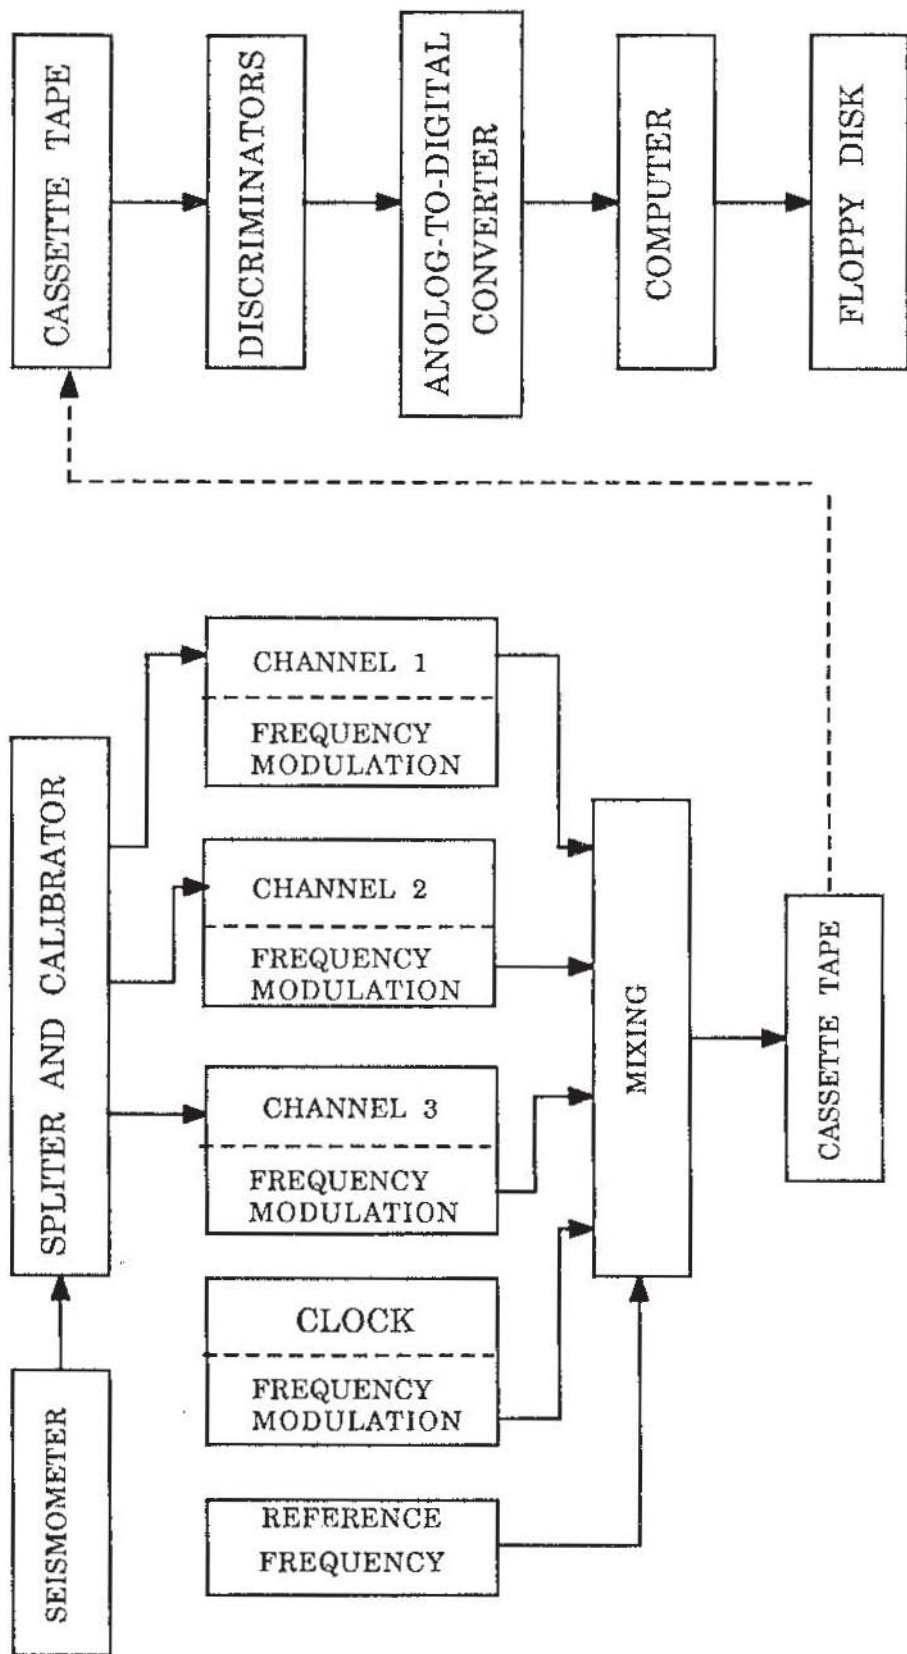 SEISMOMETER
SPLITER AND CALIBRATOR
CHANNEL 1
FREQUENCY
MODULATION
CHANNEL 2
FREQUENCY
MODULATION
CHANNEL 3
FREQUENCY
MODULATION
CLOCK
FREQUENCY
MODULATION
REFERENCE
FREQUENCY
MIXING
CASSETTE TAPE
CASSETTE TAPE
DISCRIMINATORS
ANOLOG-TO-DIGITAL
CONVERTER
COMPUTER
FLOPPY DISK